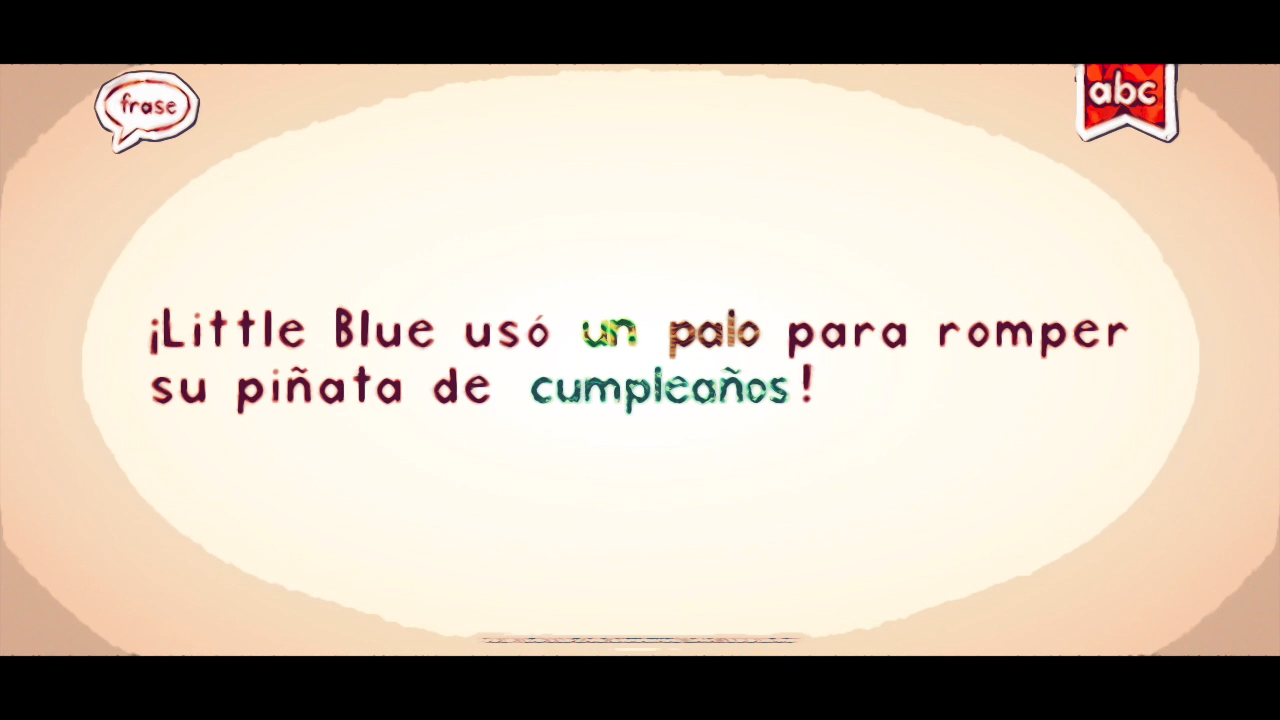 frase
abc
¡Little Blue usó un palo para romper
su piñata de cumpleaños!